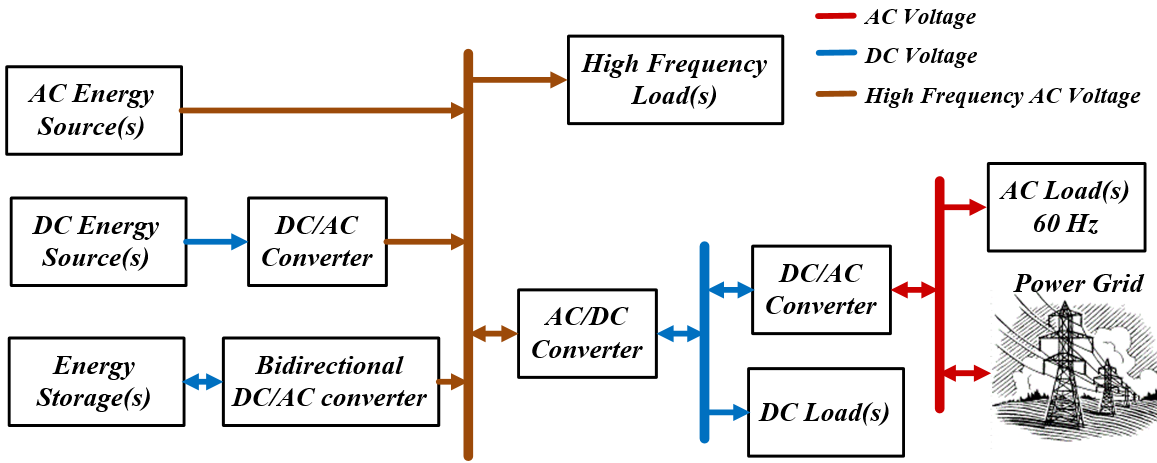 AC Voltage
DC Voltage
High Frequency AC Voltage
High Frequency
Load(s)
AC Energy
Source(s)
DC Energy
Source(s)
DC/AC
Converter
Energy
Storage(s)
Bidirectional
DC/AC converter
AC/DC
Converter
DC/AC
Converter
DC Load(s)
AC Load(s)
60 Hz
Power Grid